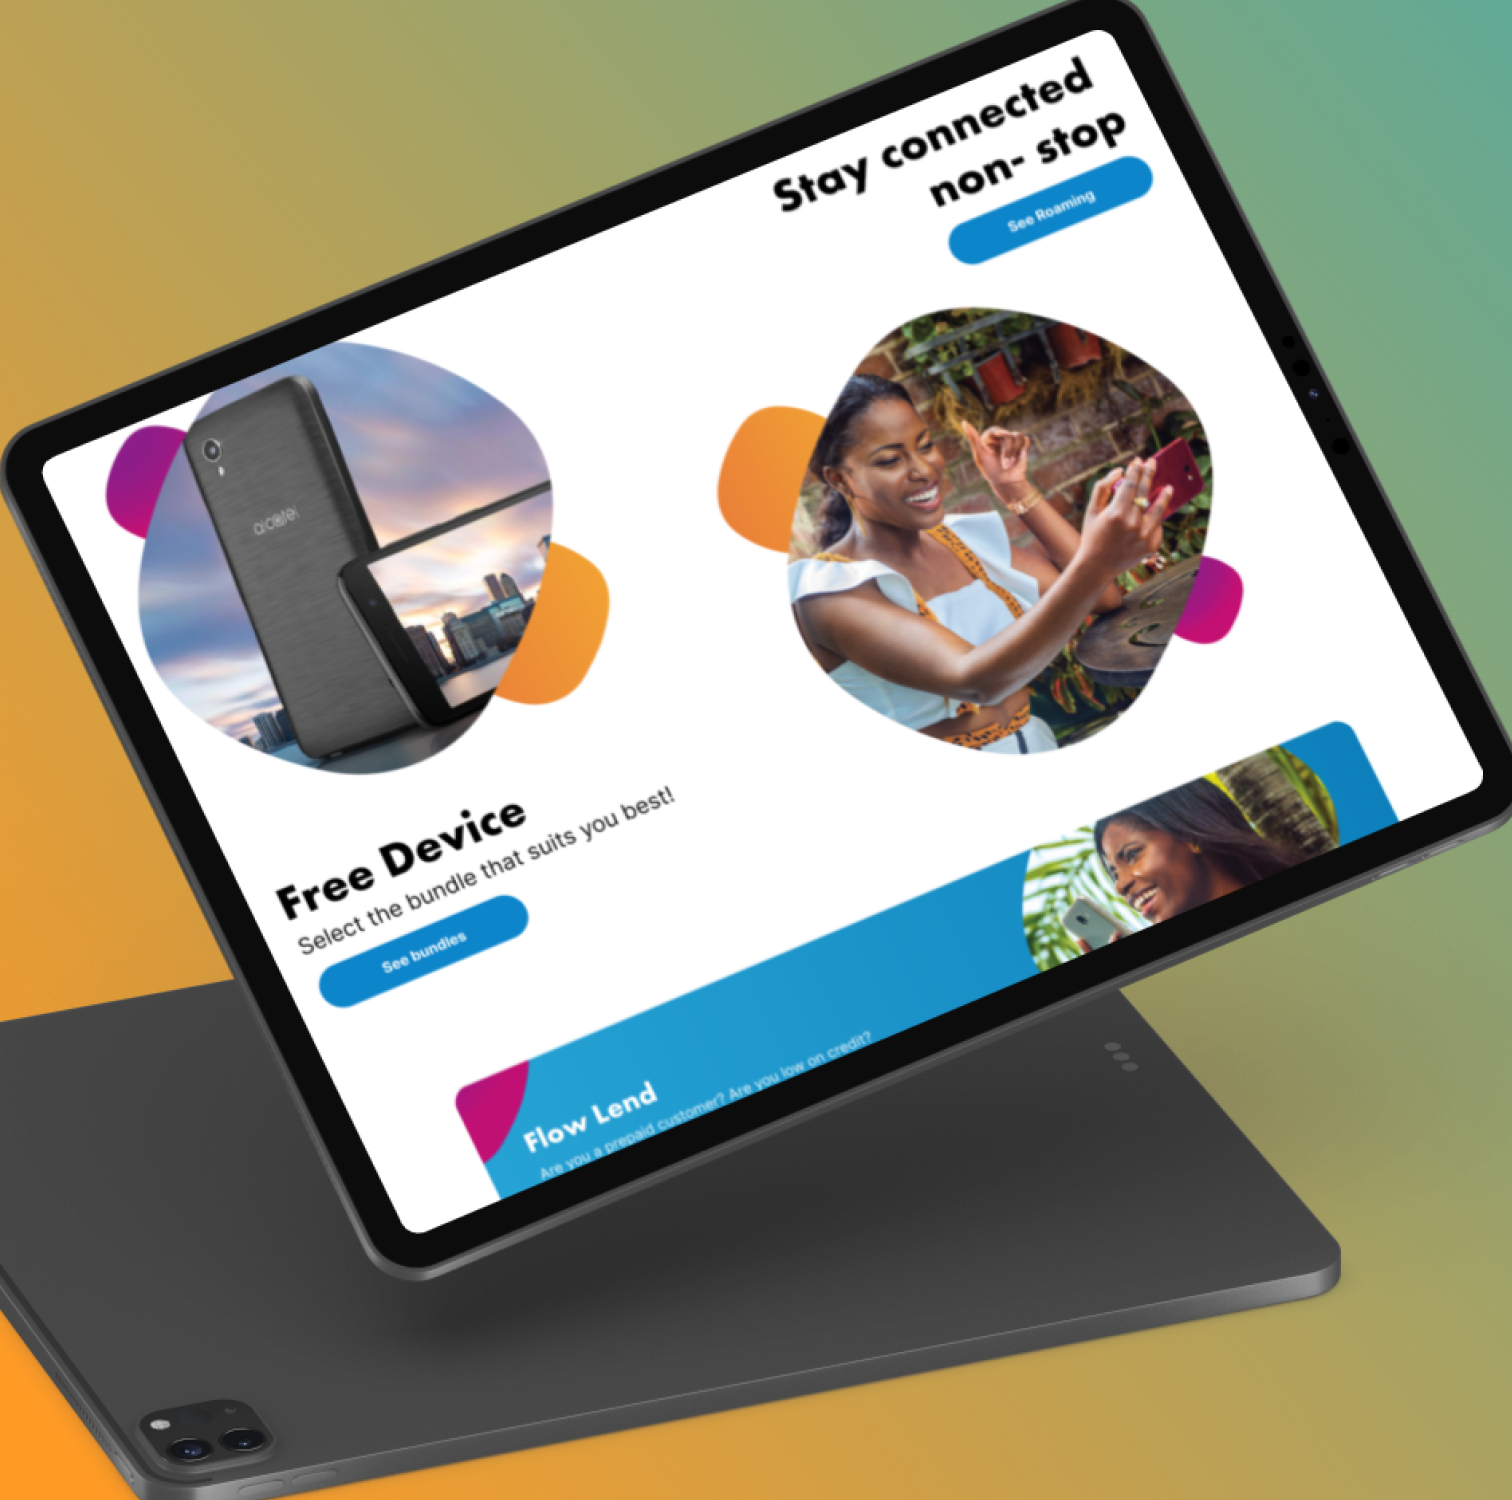 Stay connected
non- stop
See Roaming
alcatel
Free Device
Select the bundle that suits you best!
See bundles
Flow Lend
Are you a prepaid customer? Are you low on credit?